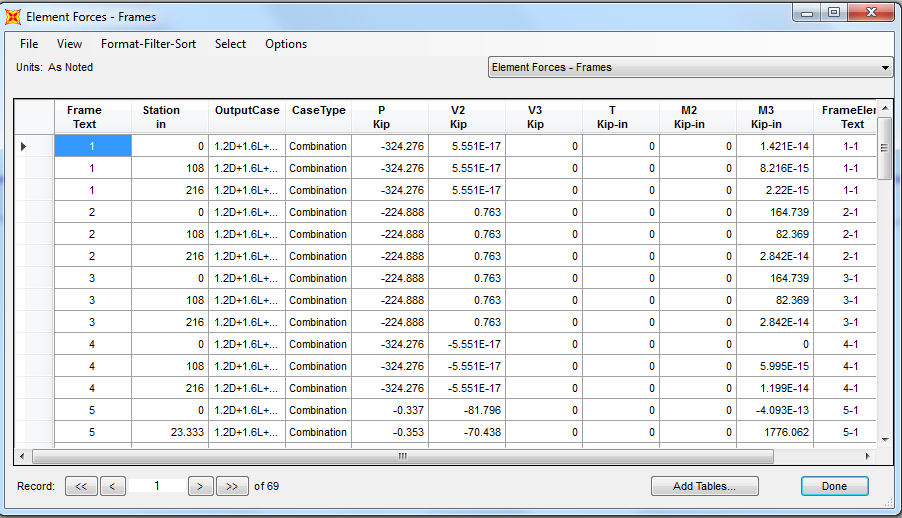 Element Forces - Frames
File View Format-Filter-Sort Select Options
Units: As Noted
Element Forces - Frames
Frame Station OutputCase CaseType P V2 V3 T M2 M3 FrameElen
Text in Kip Kip Kip Kip-in Kip-in Kip-in Text
1 0 1.2D+1.6L+... Combination -324.276 5.551E-17 0 0 0 1.421E-14 1-1
1 108 1.2D+1.6L+... Combination -324.276 5.551E-17 0 0 0 8.216E-15 1-1
1 216 1.2D+1.6L+... Combination -324.276 5.551E-17 0 0 0 2.22E-15 1-1
2 0 1.2D+1.6L+... Combination -224.888 0.763 0 0 0 164.739 2-1
2 108 1.2D+1.6L+... Combination -224.888 0.763 0 0 0 82.369 2-1
2 216 1.2D+1.6L+... Combination -224.888 0.763 0 0 0 2.842E-14 2-1
3 0 1.2D+1.6L+... Combination -224.888 0.763 0 0 0 164.739 3-1
3 108 1.2D+1.6L+... Combination -224.888 0.763 0 0 0 82.369 3-1
3 216 1.2D+1.6L+... Combination -224.888 0.763 0 0 0 2.842E-14 3-1
4 0 1.2D+1.6L+... Combination -324.276 -5.551E-17 0 0 0 0 4-1
4 108 1.2D+1.6L+... Combination -324.276 -5.551E-17 0 0 0 5.995E-15 4-1
4 216 1.2D+1.6L+... Combination -324.276 -5.551E-17 0 0 0 1.199E-14 4-1
5 0 1.2D+1.6L+... Combination -0.337 -81.796 0 0 0 -4.093E-13 5-1
5 23.333 1.2D+1.6L+... Combination -0.353 -70.438 0 0 0 1776.062 5-1
Record: << < 1 > >> of 69 Add Tables... Done